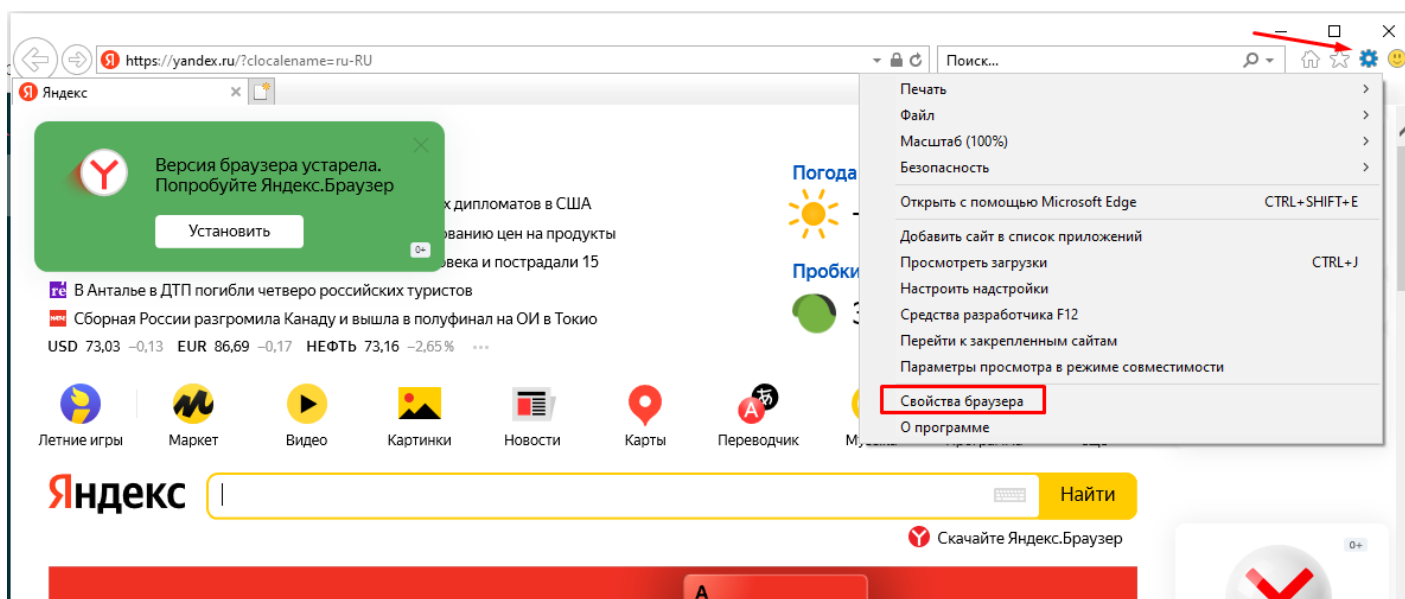 https://yandex.ru/?clocalename=ru-RU
Поиск...
Яндекс
Печать
Файл
Масштаб (100%)
Безопасность
Открыть с помощью Microsoft Edge CTRL+SHIFT+E
Добавить сайт в список приложений
Просмотреть загрузки CTRL+J
Настроить надстройки
Средства разработчика F12
Перейти к закрепленным сайтам
Параметры просмотра в режиме совместимости
Свойства браузера
О программе
Версия браузера устарела.
Попробуйте Яндекс.Браузер
Установить
0+
дипломатов в США
цен на продукты
и пострадали 15
В Анталье в ДТП погибли четверо российских туристов
Сборная России разгромила Канаду и вышла в полуфинал на ОИ в Токио
USD 73,03 −0,13 EUR 86,69 −0,17 НЕФТЬ 73,16 −2,65% ···
Погода
Пробки
Летние игры
Маркет
Видео
Картинки
Новости
Карты
Переводчик
Яндекс
Найти
Скачайте Яндекс.Браузер
0+
А